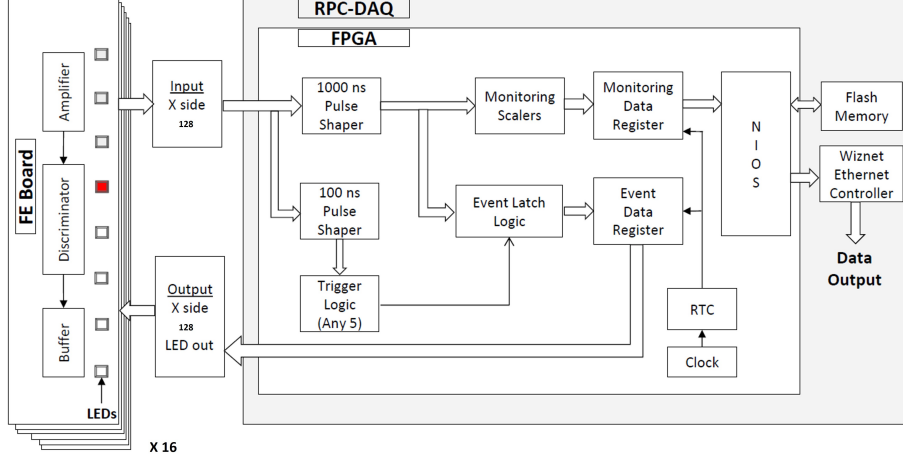 RPC-DAQ
FPGA
FE Board
Amplifier
Discriminator
Buffer
LEDs
X 16
Input
X side
128
Output
X side
128
LED out
1000 ns
Pulse
Shaper
100 ns
Pulse
Shaper
Trigger
Logic
(Any 5)
Monitoring
Scalers
Event Latch
Logic
Monitoring
Data
Register
Event
Data
Register
RTC
Clock
NIOS
Flash
Memory
Wiznet
Ethernet
Controller
Data
Output